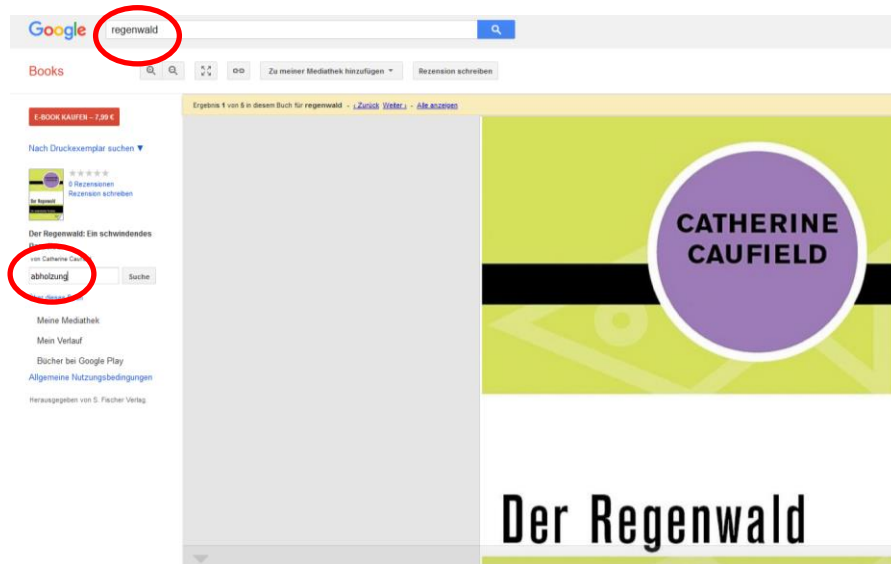 Google
regenwald
Books
Zu meiner Mediathek hinzufügen
Rezension schreiben
Ergebnis 1 von 6 in diesem Buch für regenwald - ‹ Zurück Weiter › - Alle anzeigen
E-BOOK KAUFEN – 7,99 €
Nach Druckexemplar suchen ▼
0 Rezensionen
Rezension schreiben
Der Regenwald
Der Regenwald: Ein schwindendes
von Catherine
abholzung
Suche
Meine Mediathek
Mein Verlauf
Bücher bei Google Play
Allgemeine Nutzungsbedingungen
Herausgegeben von S. Fischer Verlag
CATHERINE
CAUFIELD
Der Regenwald